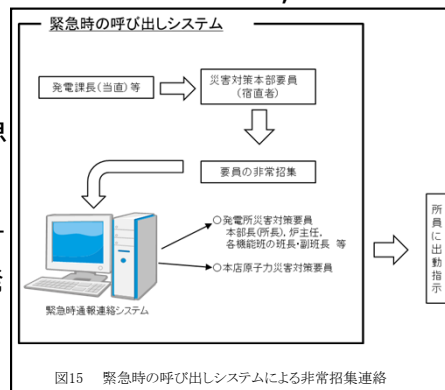 緊急時の呼び出しシステム
発電課長(当直)等
災害対策本部要員
(宿直者)
要員の非常招集
○発電所災害対策要員
本部長(所長),炉主任,
各機能班の班長・副班長 等
○本店原子力災害対策要員
緊急時通報連絡システム
所員に出動指示
図15 緊急時の呼び出しシステムによる非常招集連絡